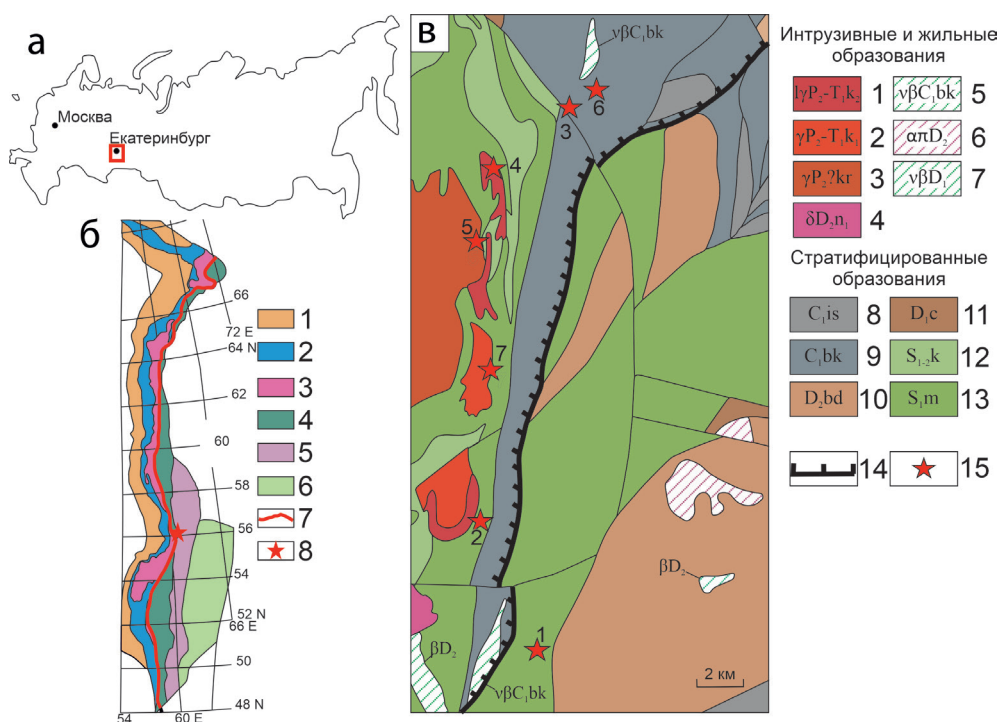 а
Москва
Екатеринбург
б
66
72 E
64 N
62
60
58
56
54
52 N
66 E
50
48 N
54
60 E
1
2
3
4
5
6
7
8
в
νβC₁bk
6
3
4
5
7
2
1
βD₂
βD₂
νβC₁bk
2 км
Интрузивные и жильные
образования
lγP₂-T₁k₂ 1
γP₂-T₁k₁ 2
γP₂?kr 3
δD₂n₁ 4
νβC₁bk 5
απD₂ 6
νβD₁ 7
Стратифицированные
образования
C₁is 8
C₁bk 9
D₂bd 10
D₁c 11
S₁₋₂k 12
S₁m 13
14
15